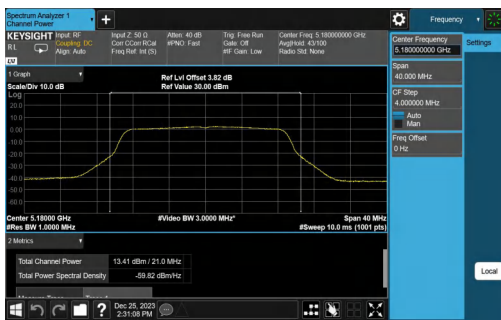 Spectrum Analyzer 1
Channel Power
Frequency
KEYSIGHT
Input: RF
Coupling: DC
Align: Auto
RL
Input Z: 50 Ω
Corr CCorr RCal
Freq Ref: Int (S)
Atten: 40 dB
#PNO: Fast
Trig: Free Run
Gate: Off
#IF Gain: Low
Center Freq: 5.180000000 GHz
Avg|Hold: 43/100
Radio Std: None
Center Frequency
5.180000000 GHz
Settings
Span
40.000 MHz
CF Step
4.000000 MHz
Auto
Man
Freq Offset
0 Hz
1 Graph
Scale/Div 10.0 dB
Ref Lvl Offset 3.82 dB
Ref Value 30.00 dBm
Log
20.0
10.0
0.00
-10.0
-20.0
-30.0
-40.0
-50.0
-60.0
Center 5.18000 GHz
#Res BW 1.0000 MHz
#Video BW 3.0000 MHz*
Span 40 MHz
#Sweep 10.0 ms (1001 pts)
2 Metrics
Total Channel Power 13.41 dBm / 21.0 MHz
Total Power Spectral Density -59.82 dBm/Hz
Local
Dec 25, 2023
2:31:08 PM